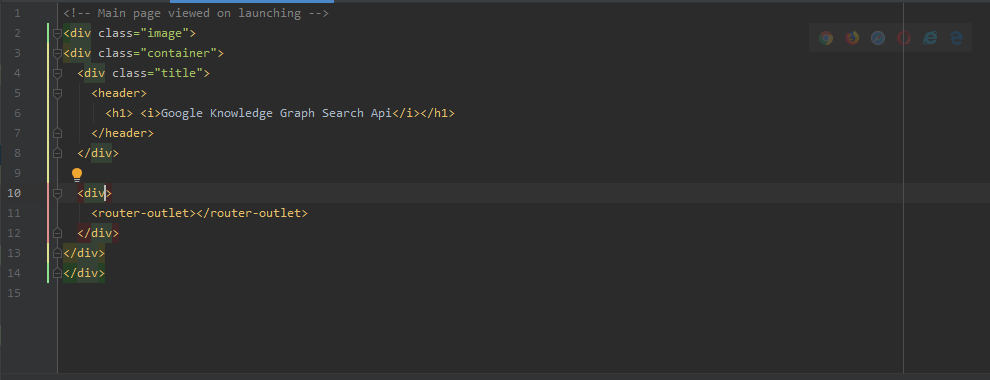 1 <!-- Main page viewed on launching -->
2 <div class="image">
3 <div class="container">
4 <div class="title">
5 <header>
6 <h1> <i>Google Knowledge Graph Search Api</i></h1>
7 </header>
8 </div>
9
10 <div>
11 <router-outlet></router-outlet>
12 </div>
13 </div>
14 </div>
15